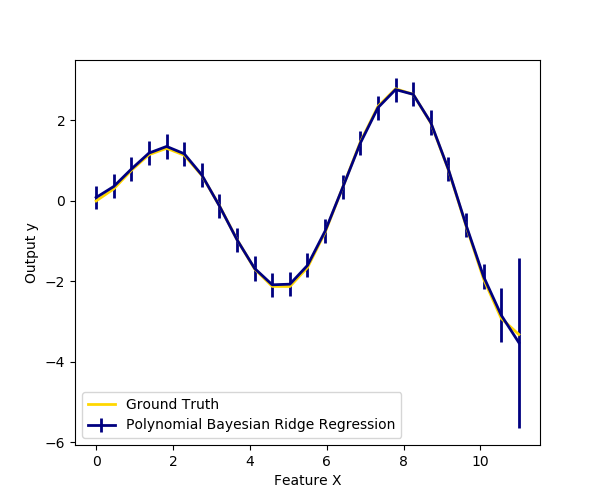 2
0
−2
−4
−6
Output y
0
2
4
6
8
10
Feature X
Ground Truth
Polynomial Bayesian Ridge Regression